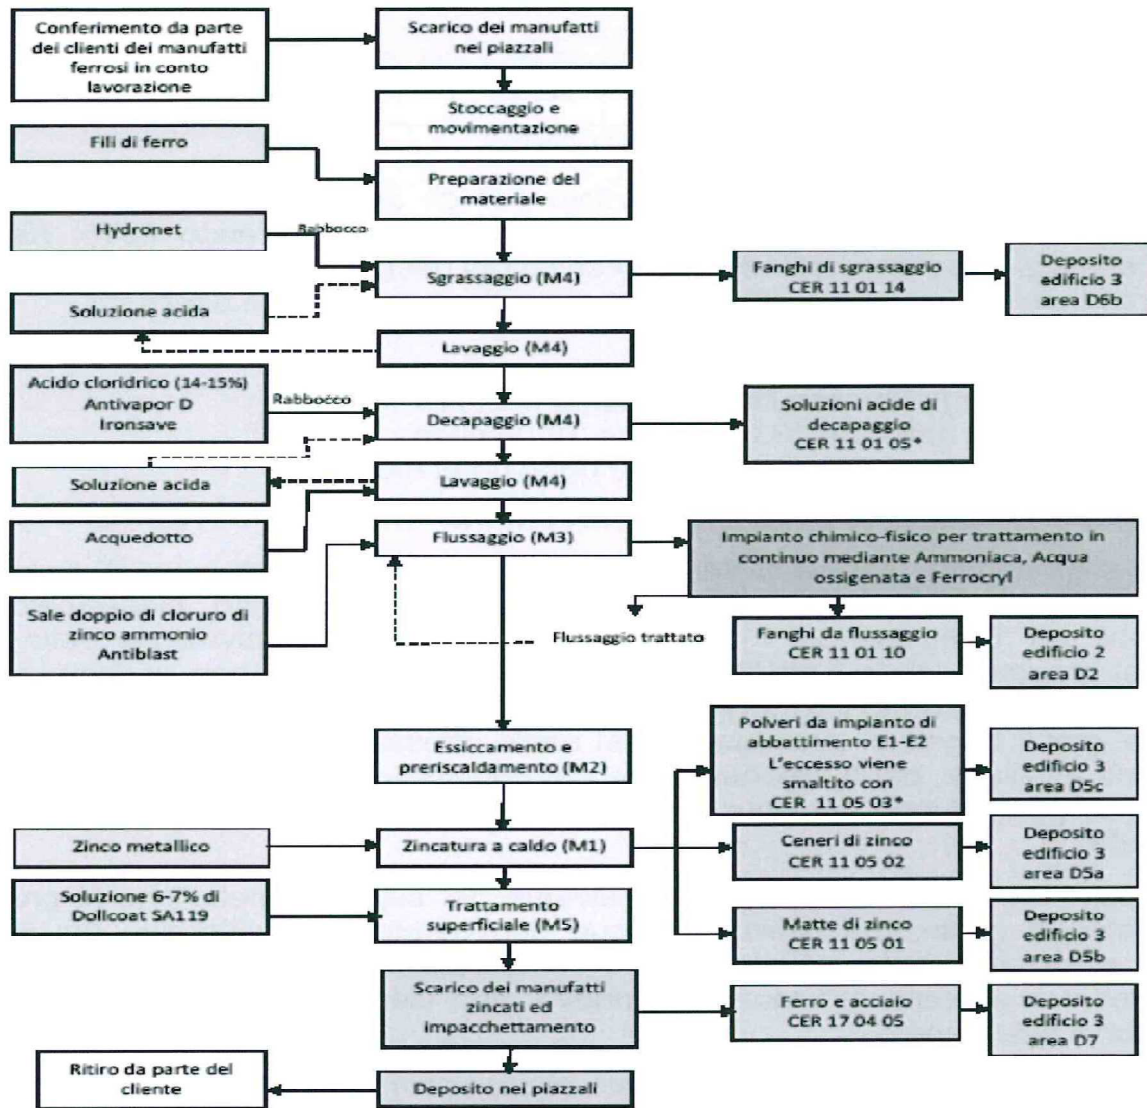 Conferimento da parte
dei clienti dei manufatti
ferrosi in conto
lavorazione
Scarico dei manufatti
nei piazzali
Stoccaggio e
movimentazione
Fili di ferro
Preparazione del
materiale
Hydronet
Rabbocco
Sgrassaggio (M4)
Fanghi di sgrassaggio
CER 11 01 14
Deposito
edificio 3
area D6b
Soluzione acida
Lavaggio (M4)
Acido cloridrico (14-15%)
Antivapor D
Ironsave
Rabbocco
Decapaggio (M4)
Soluzioni acide di
decapaggio
CER 11 01 05*
Soluzione acida
Lavaggio (M4)
Acquedotto
Flussaggio (M3)
Impianto chimico-fisico per trattamento in
continuo mediante Ammoniaca, Acqua
ossigenata e Ferrocryl
Sale doppio di cloruro di
zinco ammonio
Antiblast
Flussaggio trattato
Fanghi da flussaggio
CER 11 01 10
Deposito
edificio 2
area D2
Essiccamento e
preriscaldamento (M2)
Polveri da impianto di
abbattimento E1-E2
L'eccesso viene
smaltito con
CER 11 05 03*
Deposito
edificio 3
area D5c
Zinco metallico
Zincatura a caldo (M1)
Ceneri di zinco
CER 11 05 02
Deposito
edificio 3
area D5a
Soluzione 6-7% di
Dollcoat SA119
Trattamento
superficiale (M5)
Matte di zinco
CER 11 05 01
Deposito
edificio 3
area D5b
Scarico dei manufatti
zincati ed
impacchettamento
Ferro e acciaio
CER 17 04 05
Deposito
edificio 3
area D7
Ritiro da parte del
cliente
Deposito nei piazzali